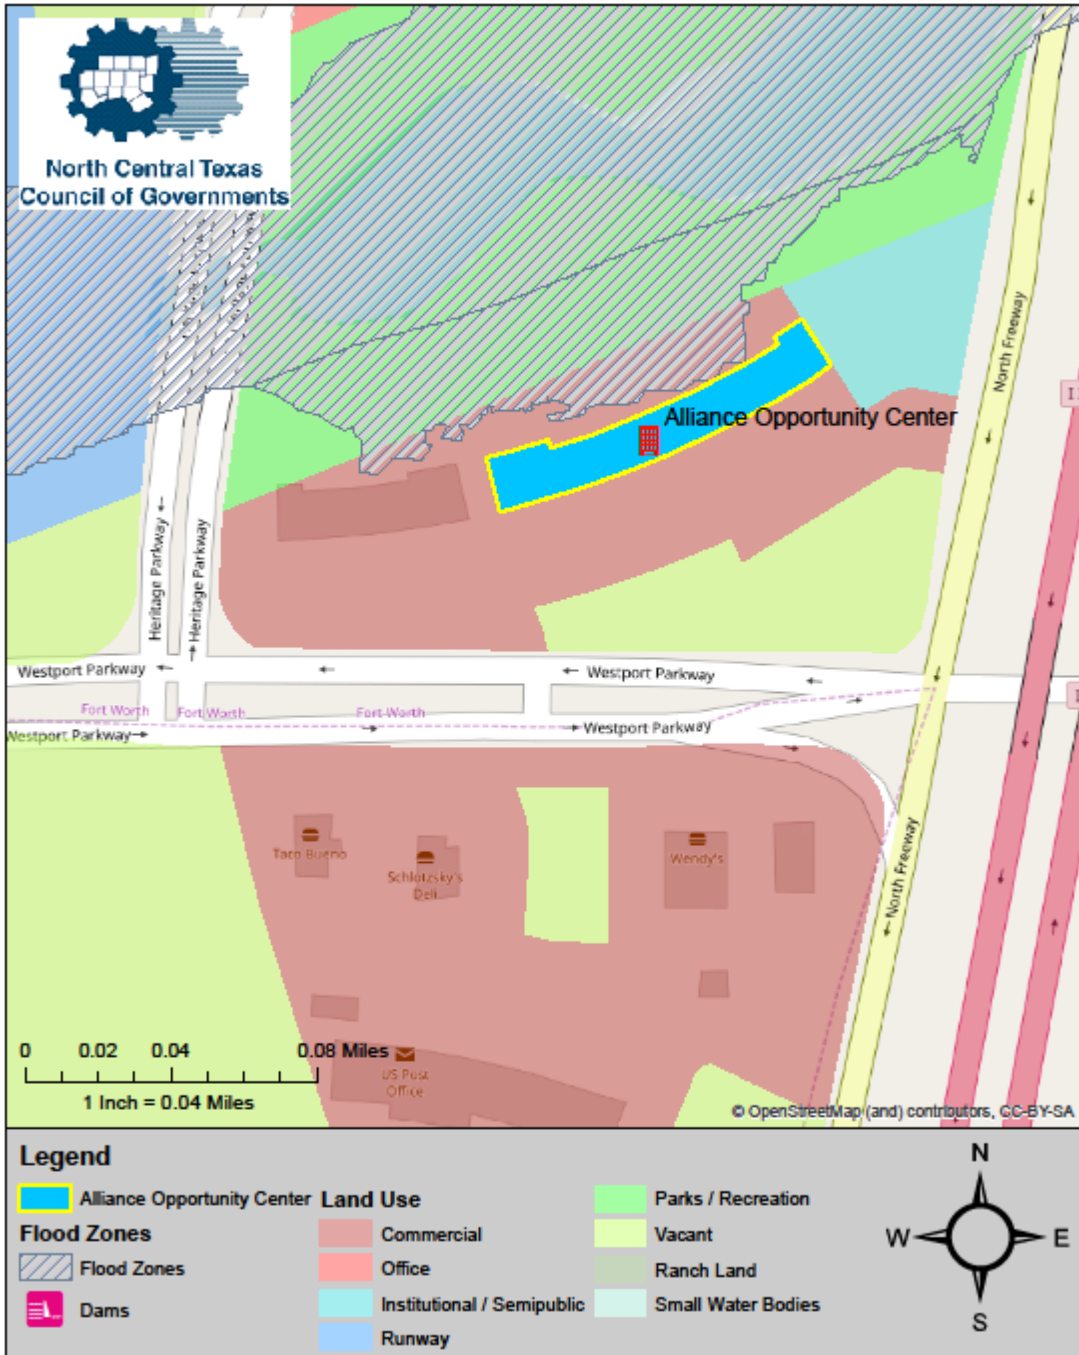 North Central Texas
Council of Governments
North Freeway
I
Alliance Opportunity Center
Heritage Parkway
Heritage Parkway
Westport Parkway
Westport Parkway
I
Fort Worth
Fort Worth
Fort Worth
Westport Parkway
Westport Parkway
Taco Bueno
Schlotzsky's
Deli
Wendy's
North Freeway
0 0.02 0.04 0.08 Miles
1 Inch = 0.04 Miles
US Post
Office
© OpenStreetMap (and) contributors, CC-BY-SA
Legend
Alliance Opportunity Center
Flood Zones
Flood Zones
Dams
Land Use
Commercial
Office
Institutional / Semipublic
Runway
Parks / Recreation
Vacant
Ranch Land
Small Water Bodies
N
W E
S